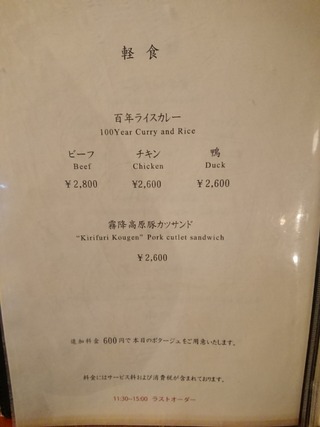 軽食
百年ライスカレー
100Year Curry and Rice
ビーフ チキン 鴨
Beef Chicken Duck
￥2,800 ¥2,600 ￥2,600
霧降高原豚カツサンド
"Kirifuri Kougen" Pork cutlet sandwich
￥2,600
追加料金 600円で本日のポタージュをご用意いたします。
料金にはサービス料および消費税が含まれております。
11:30~15:00 ラストオーダー